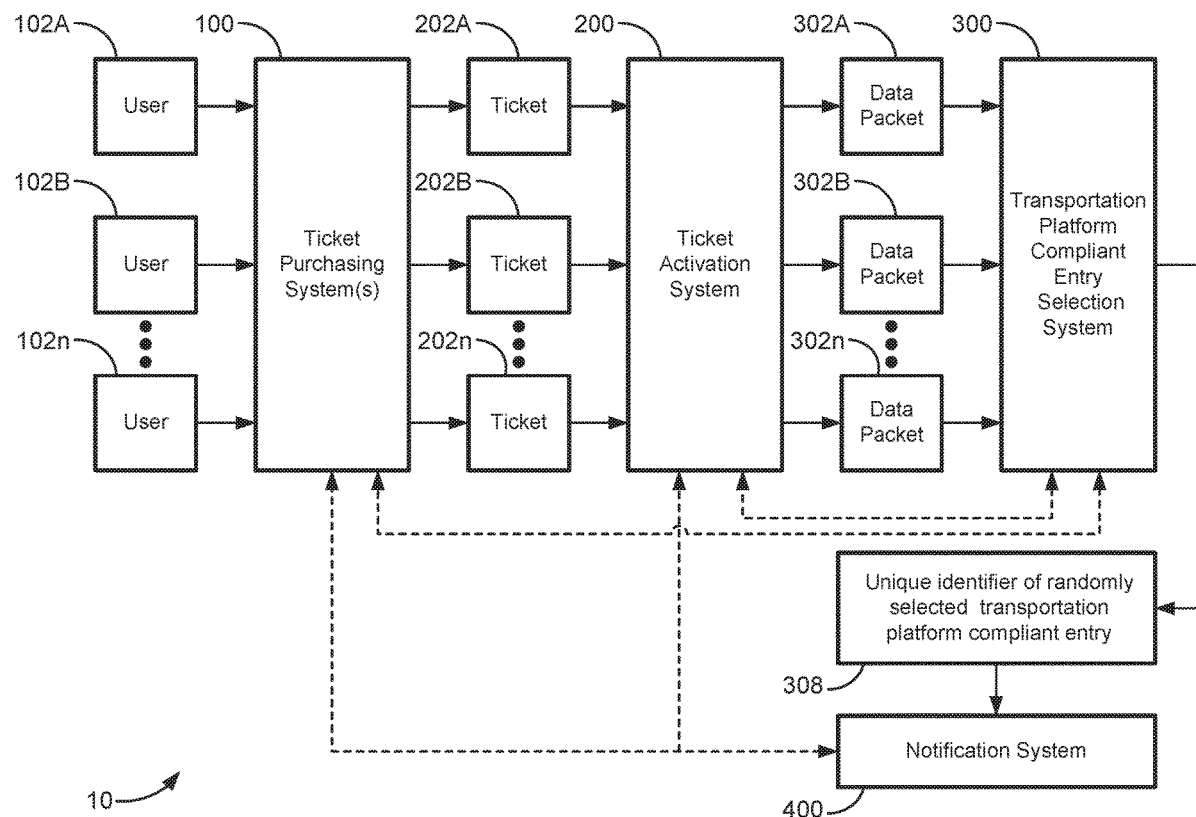 102A
100
202A
200
302A
300
User
Ticket
Data
Packet
102B
202B
302B
User
Ticket
Purchasing
System(s)
Ticket
Ticket
Activation
System
Data
Packet
Transportation
Platform
Compliant
Entry
Selection
System
102n
202n
302n
User
Ticket
Data
Packet
Unique identifier of randomly
selected transportation
platform compliant entry
308
Notification System
10
400